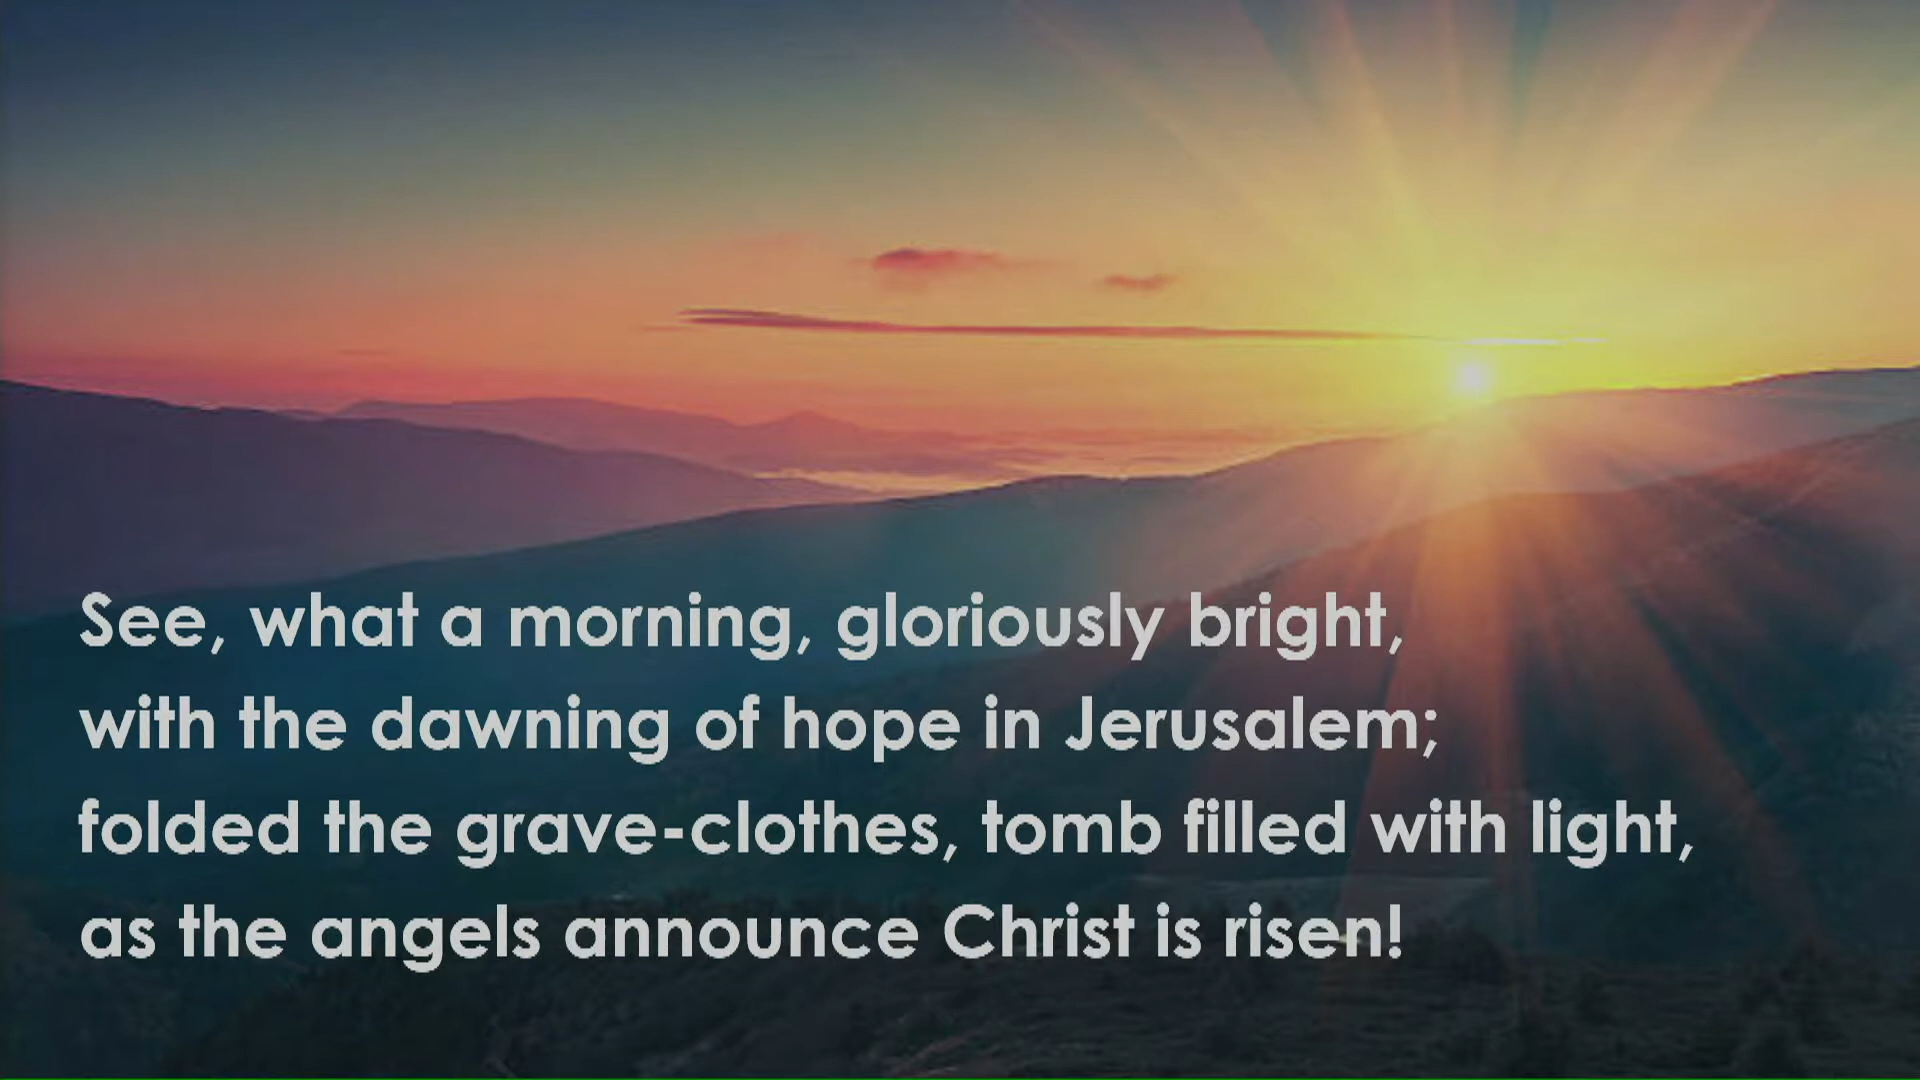 See, what a morning, gloriously bright,
with the dawning of hope in Jerusalem;
folded the grave-clothes, tomb filled with light,
as the angels announce Christ is risen!